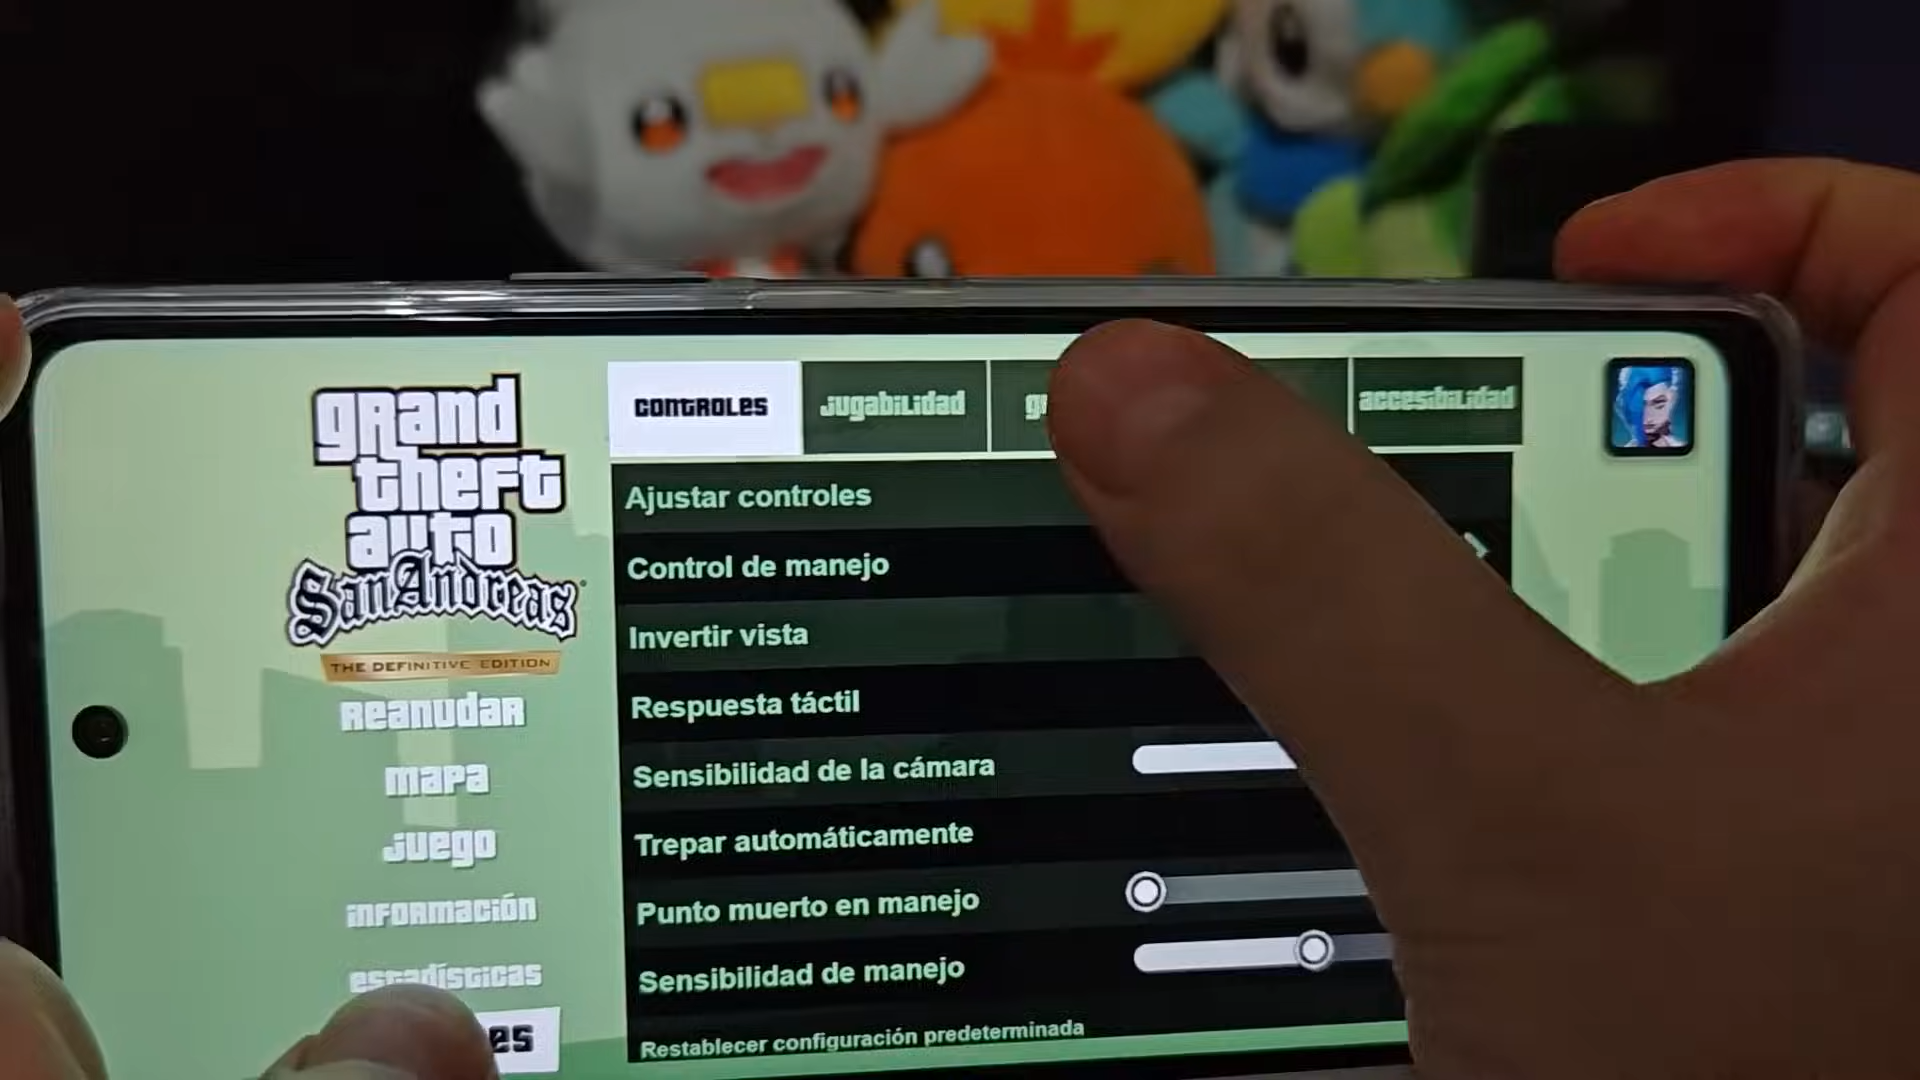 grand
theft
auto
San Andreas
THE DEFINITIVE EDITION
Reanudar
mapa
juego
información
estadísticas
controles
jugabilidad
accesibilidad
Ajustar controles
Control de manejo
Invertir vista
Respuesta táctil
Sensibilidad de la cámara
Trepar automáticamente
Punto muerto en manejo
Sensibilidad de manejo
Restablecer configuración predeterminada